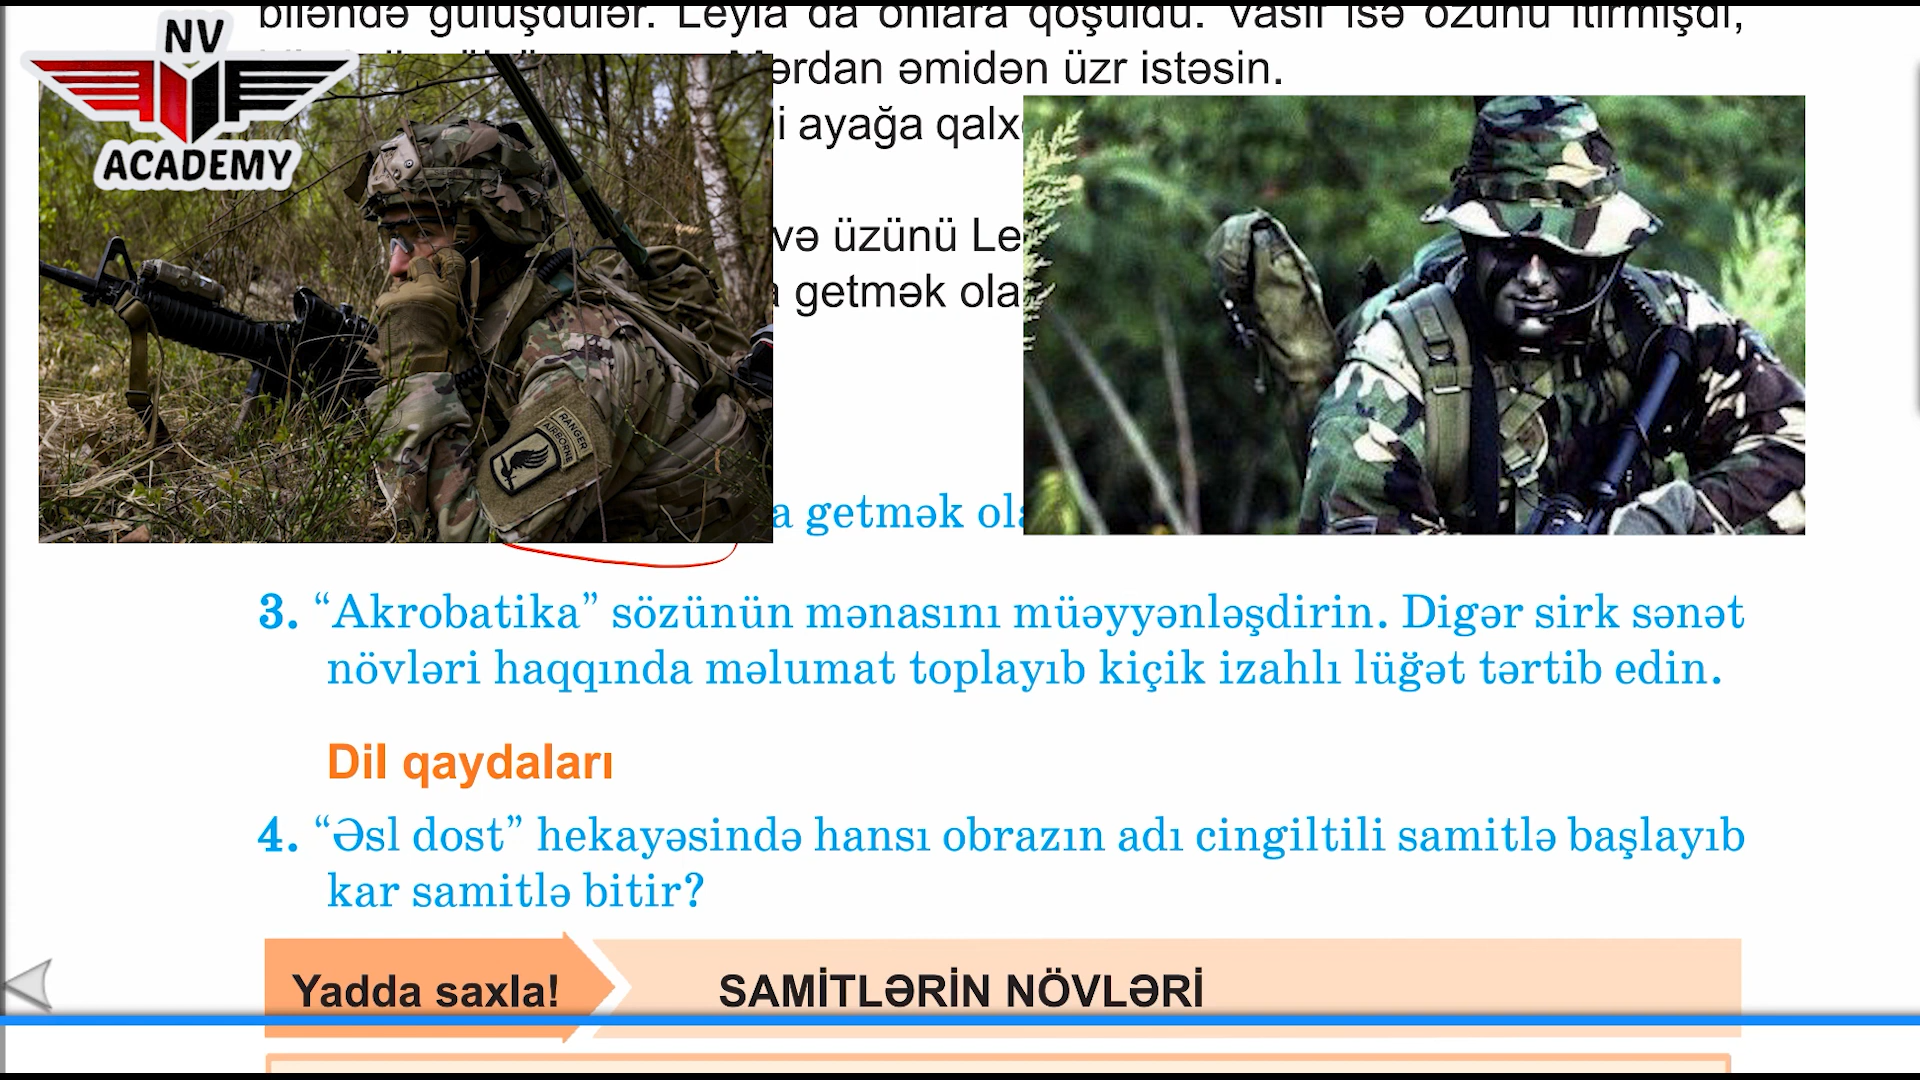 NV
ACADEMY
biləndə gülüşdülər. Leyla da onlara qoşuldu. Vasif isə özünü itirmişdi,
ərdan əmidən üzr istəsin.
i ayağa qalx
və üzünü Le
getmək ola
RANGER
AIRBORNE
a getmək ola
3. “Akrobatika” sözünün mənasını müəyyənləşdirin. Digər sirk sənət
növləri haqqında məlumat toplayıb kiçik izahlı lüğət tərtib edin.
Dil qaydaları
4. “Əsl dost” hekayəsində hansı obrazın adı cingiltili samitlə başlayıb
kar samitlə bitir?
Yadda saxla!
SAMİTLƏRİN NÖVLƏRİ